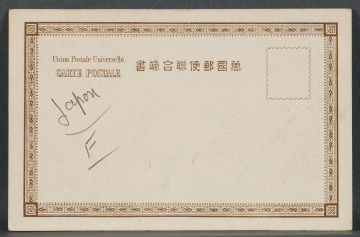 Union Postale Universelle.
CARTE POSTALE
書端合聯便郵國萬
Japon
F